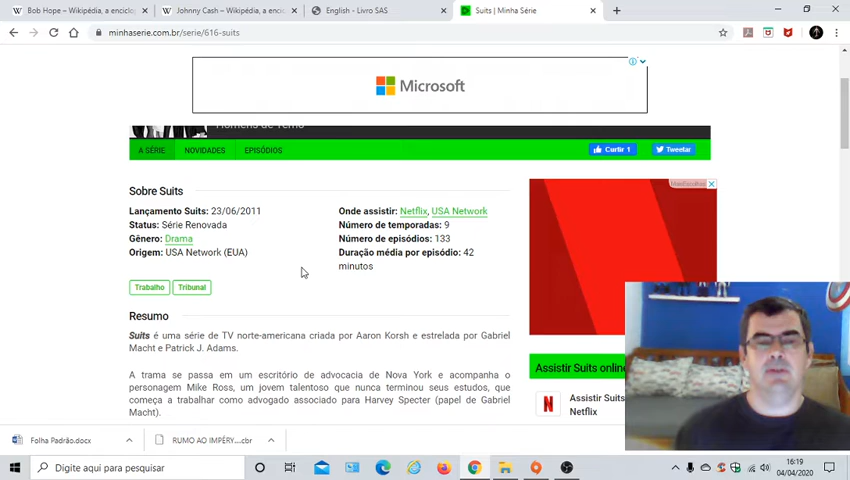 Bob Hope – Wikipédia, a enciclop
Johnny Cash – Wikipédia, a encic
English - Livro SAS
Suits | Minha Série
minhaserie.com.br/serie/616-suits
Microsoft
Homens de Terno
A SÉRIE
NOVIDADES
EPISÓDIOS
Curtir 1
Tweetar
Sobre Suits
Lançamento Suits: 23/06/2011
Status: Série Renovada
Gênero: Drama
Origem: USA Network (EUA)
Onde assistir: Netflix, USA Network
Número de temporadas: 9
Número de episódios: 133
Duração média por episódio: 42
minutos
Trabalho
Tribunal
Resumo
Suits é uma série de TV norte-americana criada por Aaron Korsh e estrelada por Gabriel
Macht e Patrick J. Adams.
A trama se passa em um escritório de advocacia de Nova York e acompanha o
personagem Mike Ross, um jovem talentoso que nunca terminou seus estudos, que
começa a trabalhar como advogado associado para Harvey Specter (papel de Gabriel
Macht).
Assistir Suits online
N
Assistir Suits
Netflix
Folha Padrão.docx
RUMO AO IMPÉRY....cbr
Digite aqui para pesquisar
16:19
04/04/2020